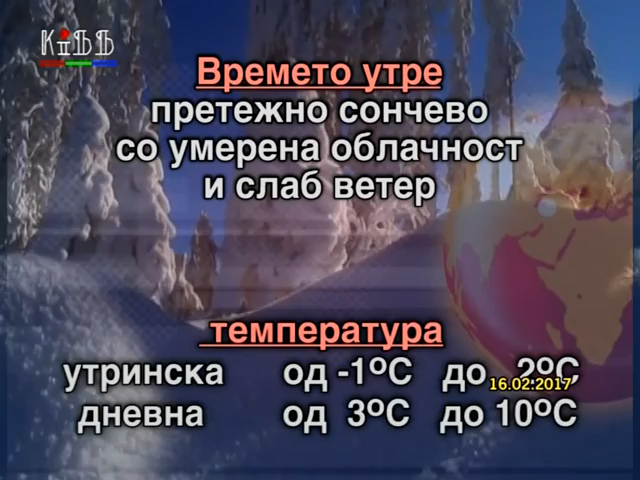 КТББ
Времето утре
претежно сончево
со умерена облачност
и слаб ветер
температура
утринска од -1ºC до 2ºC
16.02.2017
дневна од 3ºC до 10ºC